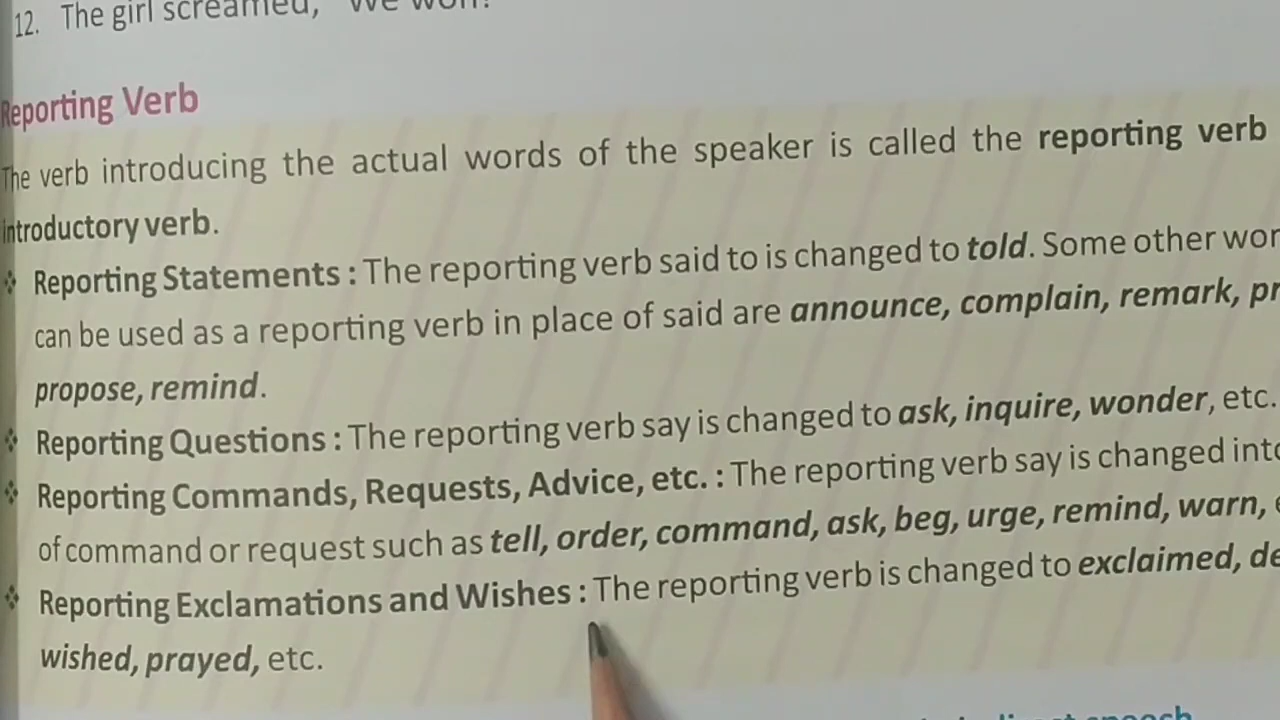 12. The girl screamed, "We won!
Reporting Verb
The verb introducing the actual words of the speaker is called the reporting verb
introductory verb.
❖ Reporting Statements : The reporting verb said to is changed to told. Some other
can be used as a reporting verb in place of said are announce, complain, remark,
propose, remind.
❖ Reporting Questions : The reporting verb say is changed to ask, inquire, wonder, etc.
❖ Reporting Commands, Requests, Advice, etc. : The reporting verb say is changed
of command or request such as tell, order, command, ask, beg, urge, remind, warn,
❖ Reporting Exclamations and Wishes : The reporting verb is changed to exclaimed,
wished, prayed, etc.
speech